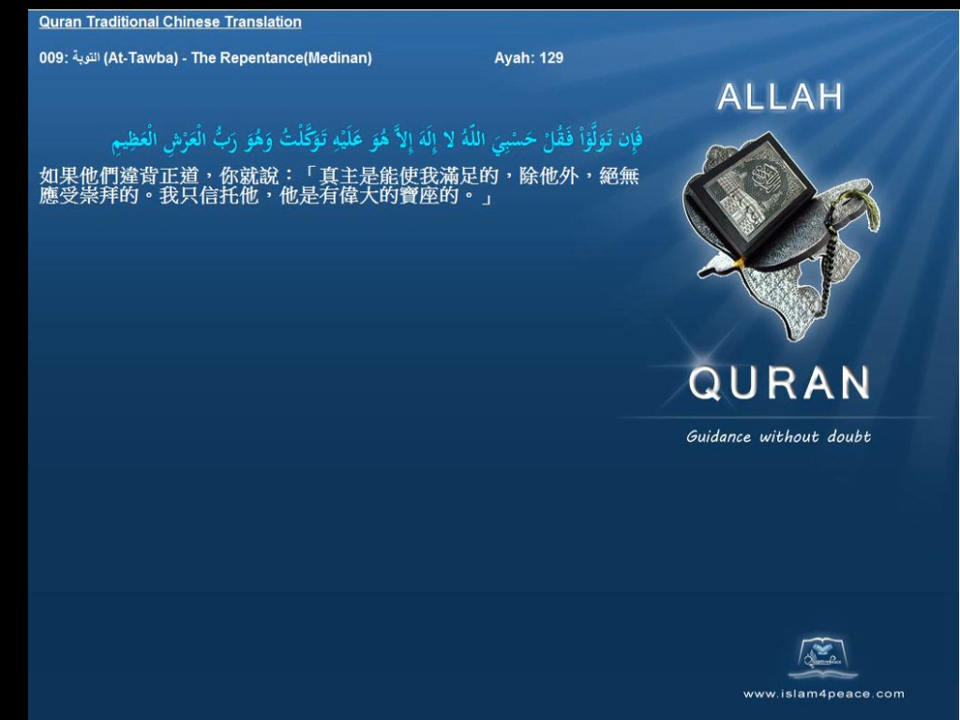 Quran Traditional Chinese Translation
009: التوبة (At-Tawba) - The Repentance(Medinan) Ayah: 129
ALLAH
فَإِن تَوَلَّوْاْ فَقُلْ حَسْبِيَ اللّهُ لا إِلَهَ إِلاَّ هُوَ عَلَيْهِ تَوَكَّلْتُ وَهُوَ رَبُّ الْعَرْشِ الْعَظِيمِ
如果他們違背正道，你就說：「真主是能使我滿足的，除他外，絕無
應受崇拜的。我只信托他，他是有偉大的寶座的。」
QURAN
Guidance without doubt
www.islam4peace.com